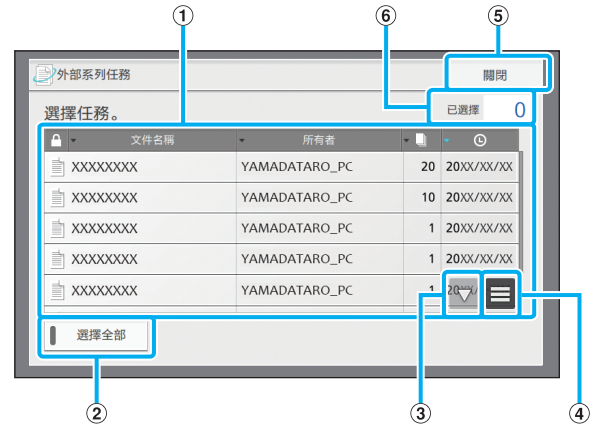 ① ⑥ ⑤
外部系列任務 關閉
選擇任務。 已選擇 0
文件名稱 所有者
XXXXXXXX YAMADATARO_PC 20 20XX/XX/XX
XXXXXXXX YAMADATARO_PC 10 20XX/XX/XX
XXXXXXXX YAMADATARO_PC 1 20XX/XX/XX
XXXXXXXX YAMADATARO_PC 1 20XX/XX/XX
XXXXXXXX YAMADATARO_PC 1
選擇全部
② ③ ④